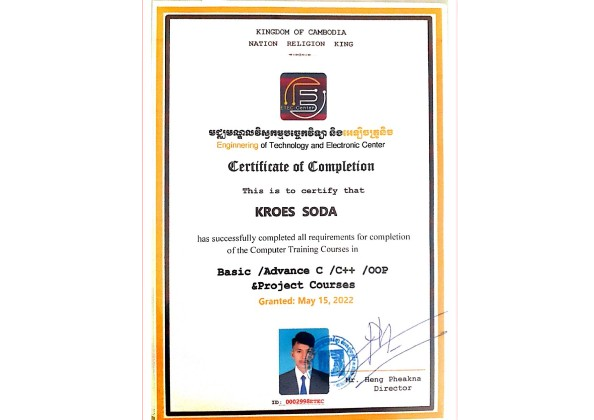 KINGDOM OF CAMBODIA
NATION RELIGION KING
ETEC Center
មជ្ឈមណ្ឌលវិស្វកម្មបច្ចេកវិទ្យា និងអេឡិចត្រូនិច
Enginnering of Technology and Electronic Center
Certificate of Completion
This is to certify that
KROES SODA
has successfully completed all requirements for completion
of the Computer Training Courses in
Basic /Advance C /C++ /OOP
&Project Courses
Granted: May 15, 2022
Mr. Heng Pheakna
Director
ID: 0002998ETEC